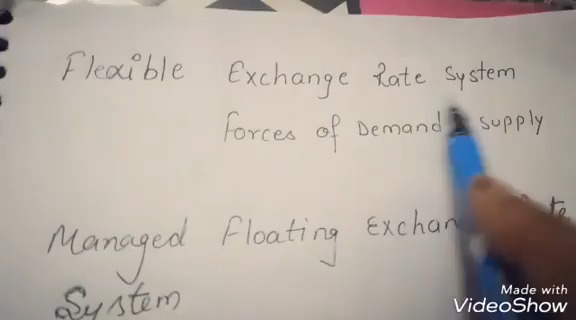 Flexible Exchange Rate System
Forces of Demand supply
Managed Floating Exchan
System
Made with
VideoShow